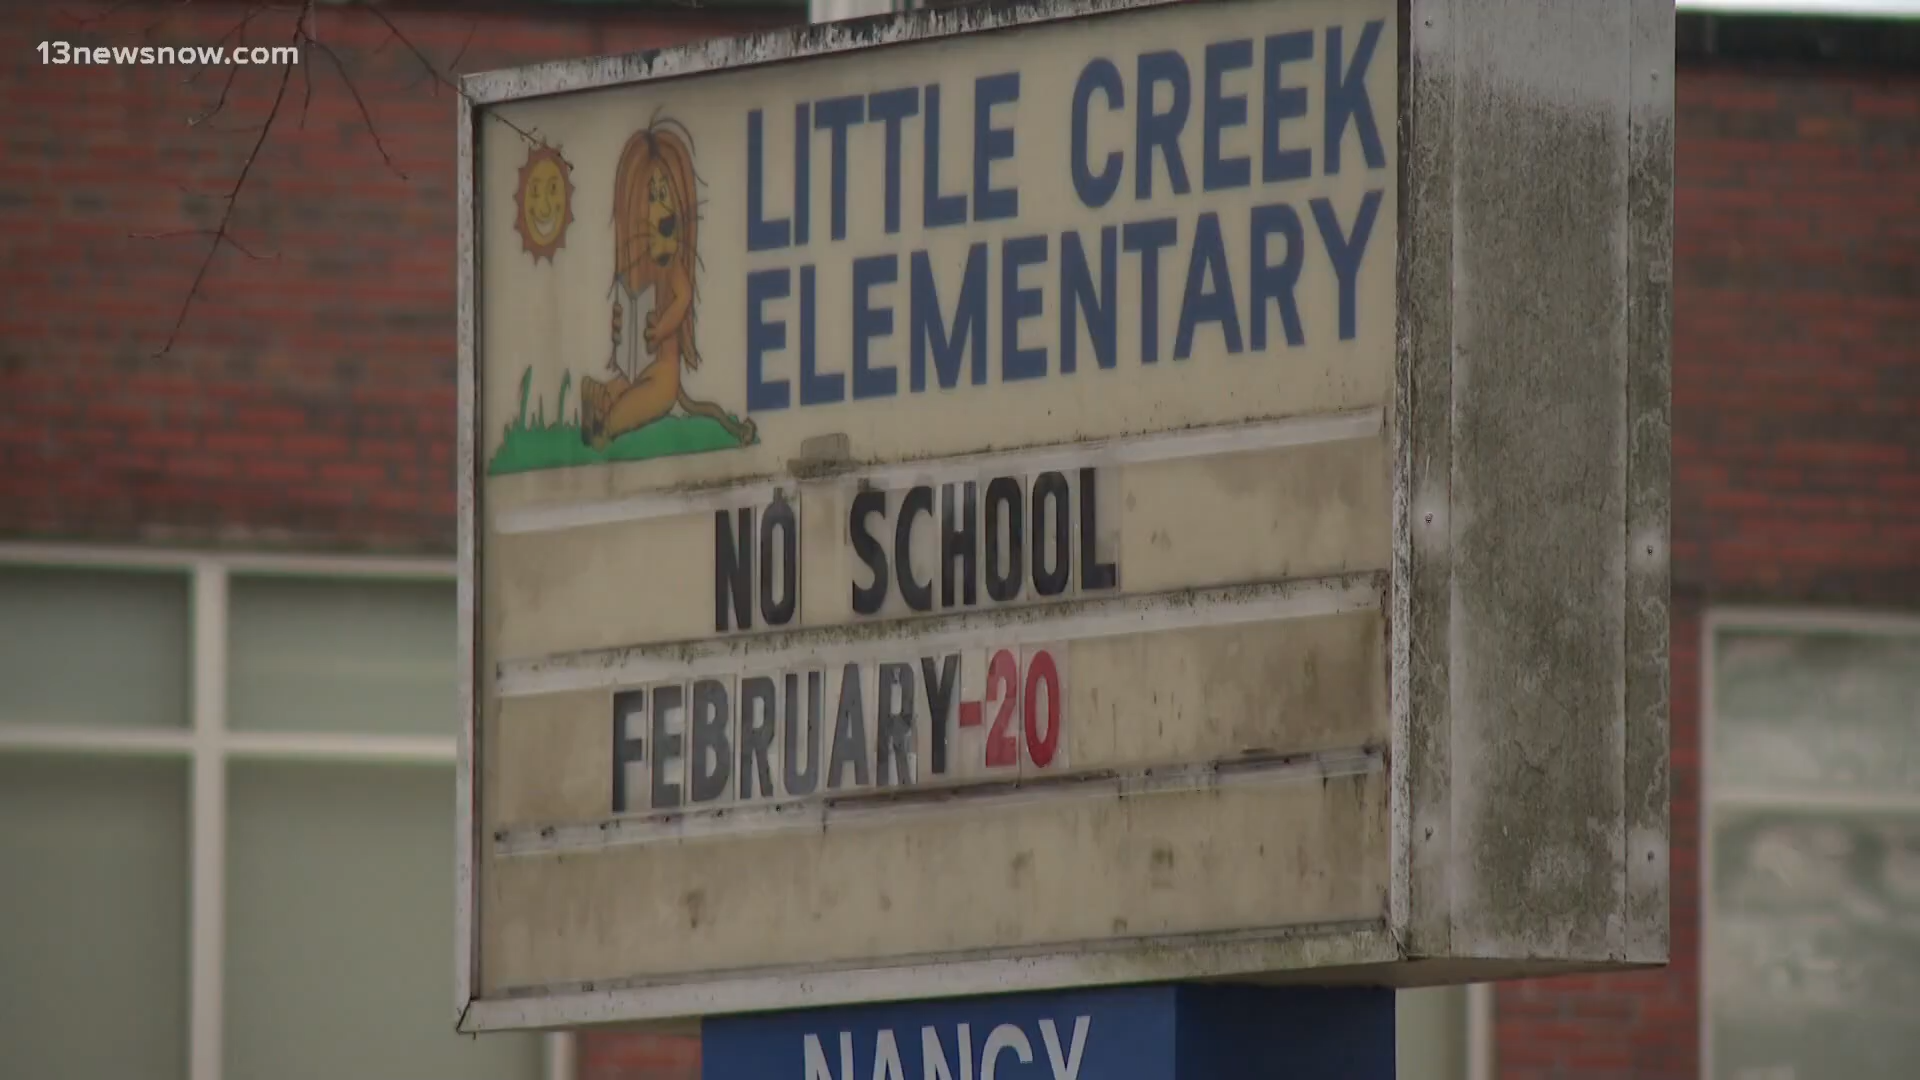 13newsnow.com
LITTLE CREEK
ELEMENTARY
NO SCHOOL
FEBRUARY-20
NANCY